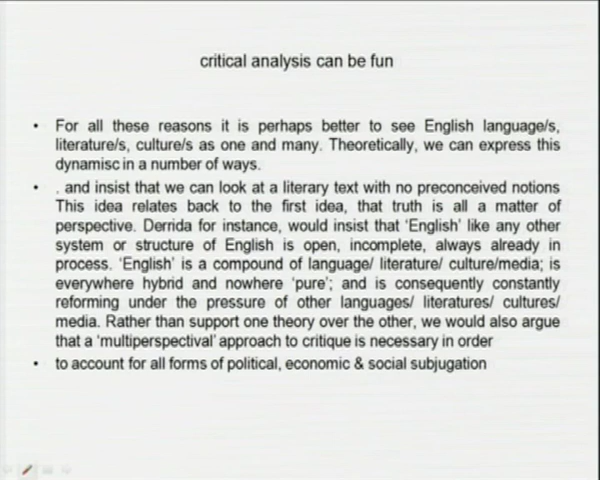 critical analysis can be fun
• For all these reasons it is perhaps better to see English language/s,
literature/s, culture/s as one and many. Theoretically, we can express this
dynamisc in a number of ways.
• . and insist that we can look at a literary text with no preconceived notions
This idea relates back to the first idea, that truth is all a matter of
perspective. Derrida for instance, would insist that 'English' like any other
system or structure of English is open, incomplete, always already in
process. 'English' is a compound of language/ literature/ culture/media; is
everywhere hybrid and nowhere 'pure'; and is consequently constantly
reforming under the pressure of other languages/ literatures/ cultures/
media. Rather than support one theory over the other, we would also argue
that a 'multiperspectival' approach to critique is necessary in order
• to account for all forms of political, economic & social subjugation